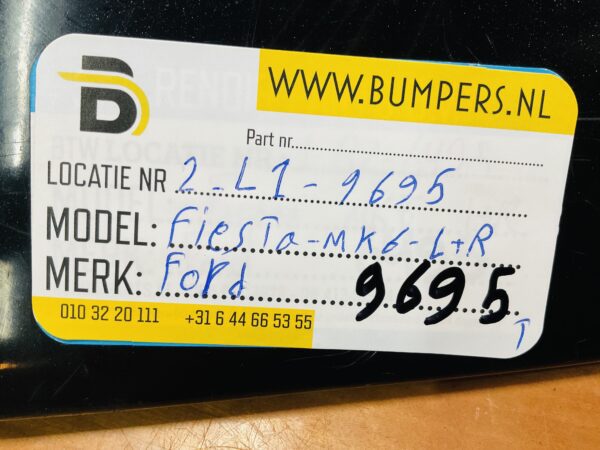 B
WWW.BUMPERS.NL
Part nr.
LOCATIE NR 2-L1-9695
MODEL: Fiesta-MK6-L+R
MERK: Ford 9695
010 32 20 111 +31 6 44 66 53 55
T